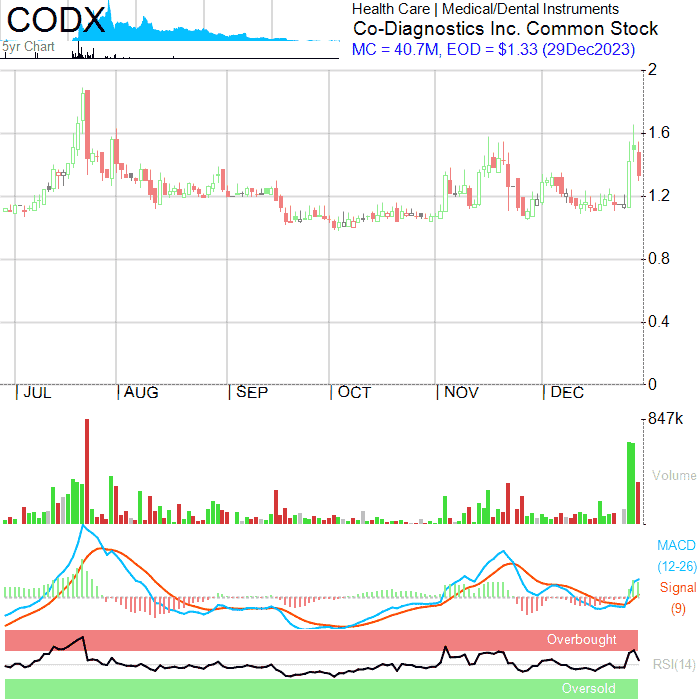 CODX
Health Care | Medical/Dental Instruments
Co-Diagnostics Inc. Common Stock
5yr Chart
MC = 40.7M, EOD = $1.33 (29Dec2023)
2
1.6
1.2
0.8
0.4
0
| JUL | AUG | SEP | OCT | NOV | DEC
847k
Volume
MACD
(12-26)
Signal
(9)
Overbought
RSI(14)
Oversold